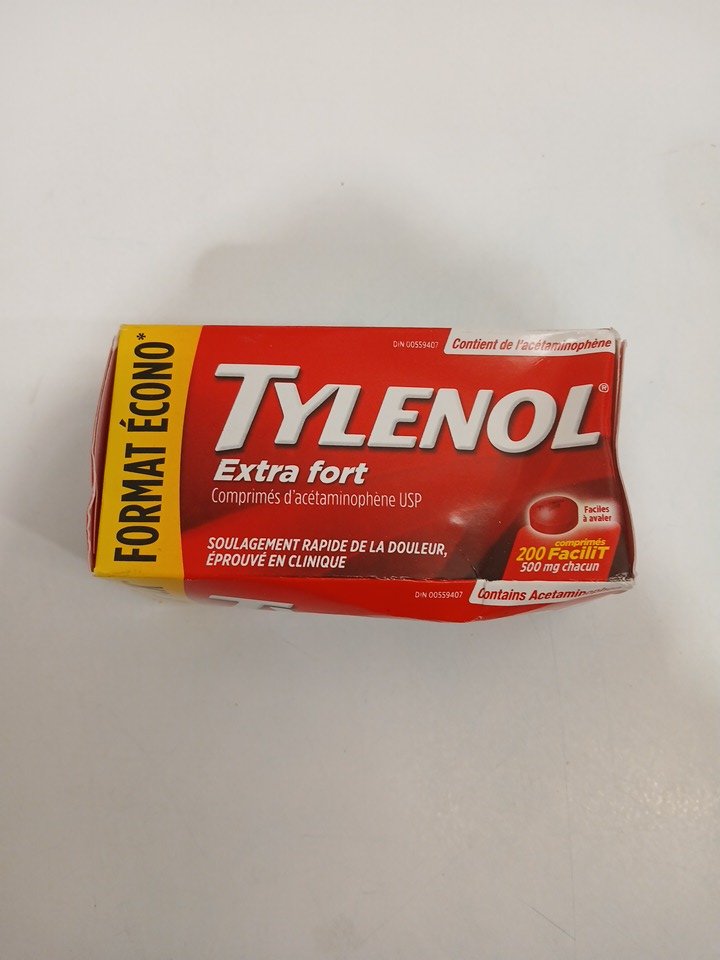 FORMAT ÉCONO*
DIN 00559407
Contient de l'acétaminophène
TYLENOL®
Extra fort
Comprimés d'acétaminophène USP
Faciles
à avaler
SOULAGEMENT RAPIDE DE LA DOULEUR,
ÉPROUVÉ EN CLINIQUE
comprimés
200 FaciliT
500 mg chacun
DIN 00559407
Contains Acetaminophen